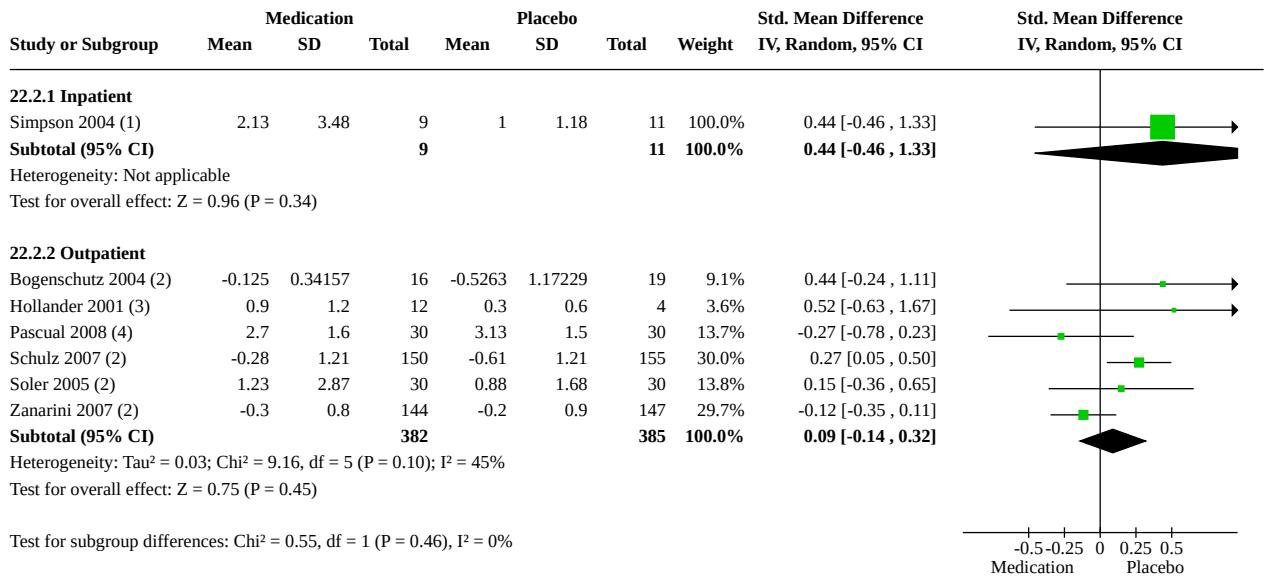 Medication Placebo Std. Mean Difference Std. Mean Difference
Study or Subgroup Mean SD Total Mean SD Total Weight IV, Random, 95% CI IV, Random, 95% CI
22.2.1 Inpatient
Simpson 2004 (1) 2.13 3.48 9 1 1.18 11 100.0% 0.44 [-0.46 , 1.33]
Subtotal (95% CI) 9 11 100.0% 0.44 [-0.46 , 1.33]
Heterogeneity: Not applicable
Test for overall effect: Z = 0.96 (P = 0.34)
22.2.2 Outpatient
Bogenschutz 2004 (2) -0.125 0.34157 16 -0.5263 1.17229 19 9.1% 0.44 [-0.24 , 1.11]
Hollander 2001 (3) 0.9 1.2 12 0.3 0.6 4 3.6% 0.52 [-0.63 , 1.67]
Pascual 2008 (4) 2.7 1.6 30 3.13 1.5 30 13.7% -0.27 [-0.78 , 0.23]
Schulz 2007 (2) -0.28 1.21 150 -0.61 1.21 155 30.0% 0.27 [0.05 , 0.50]
Soler 2005 (2) 1.23 2.87 30 0.88 1.68 30 13.8% 0.15 [-0.36 , 0.65]
Zanarini 2007 (2) -0.3 0.8 144 -0.2 0.9 147 29.7% -0.12 [-0.35 , 0.11]
Subtotal (95% CI) 382 385 100.0% 0.09 [-0.14 , 0.32]
Heterogeneity: Tau² = 0.03; Chi² = 9.16, df = 5 (P = 0.10); I² = 45%
Test for overall effect: Z = 0.75 (P = 0.45)
Test for subgroup differences: Chi² = 0.55, df = 1 (P = 0.46), I² = 0%
-0.5 -0.25 0 0.25 0.5
Medication Placebo